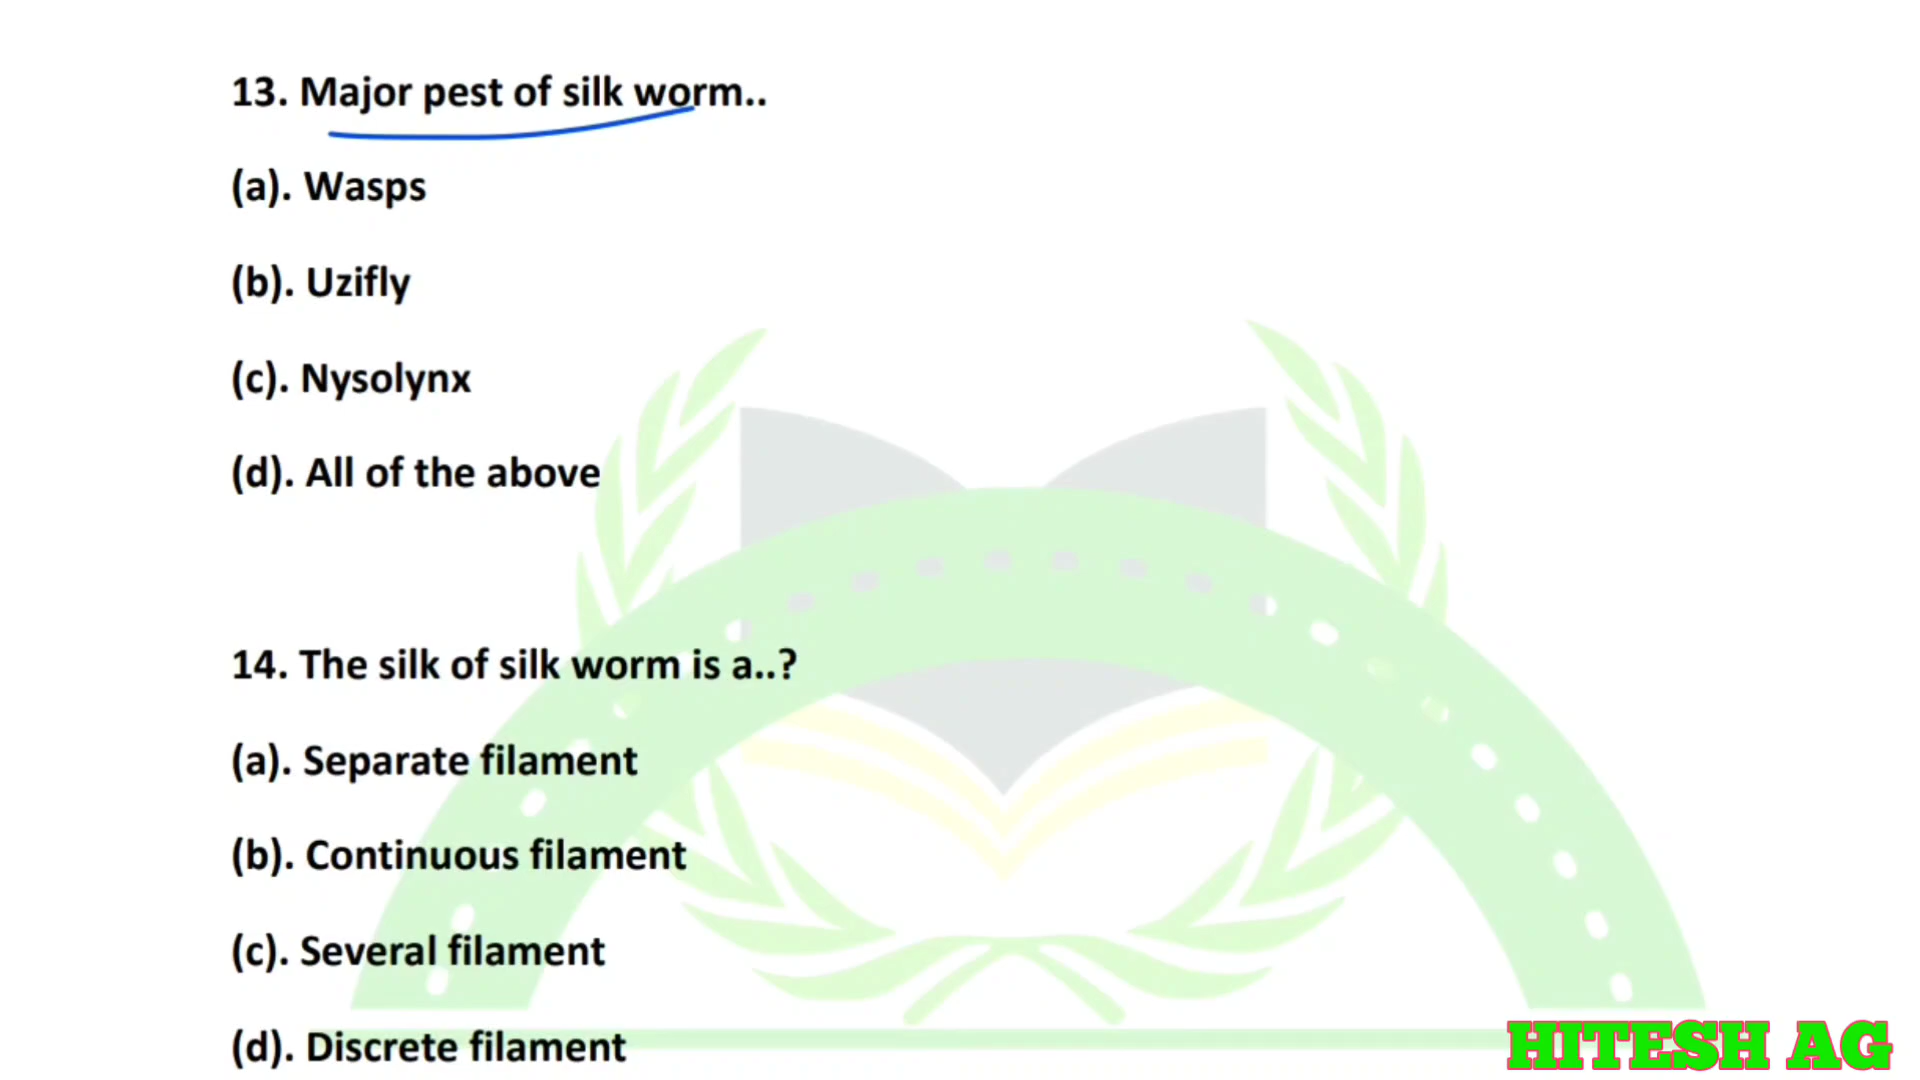 13. Major pest of silk worm..
(a). Wasps
(b). Uzifly
(c). Nysolynx
(d). All of the above
14. The silk of silk worm is a..?
(a). Separate filament
(b). Continuous filament
(c). Several filament
(d). Discrete filament
HITESH AG